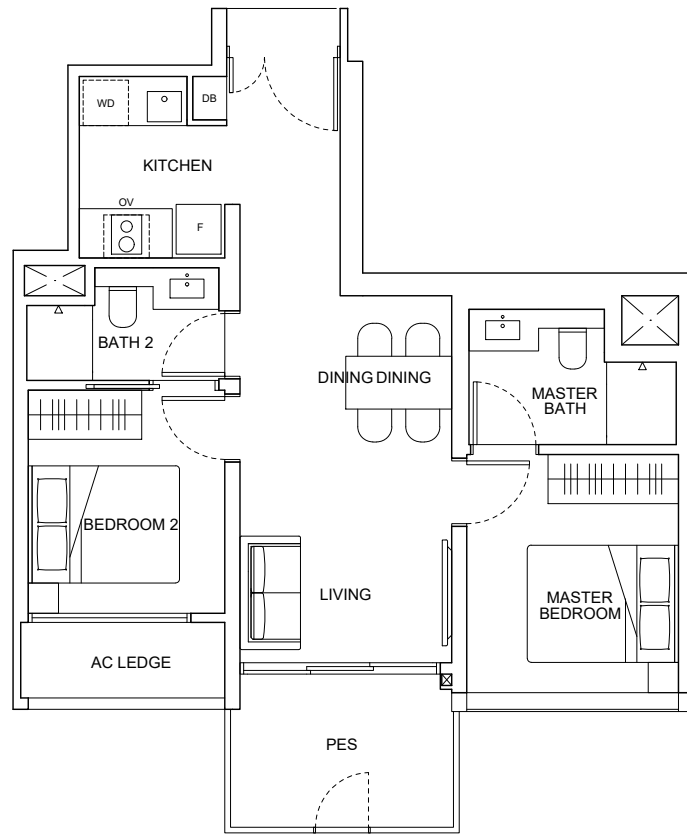 WD
DB
KITCHEN
OV
F
BATH 2
DINING DINING
MASTER
BATH
BEDROOM 2
LIVING
MASTER
BEDROOM
AC LEDGE
PES